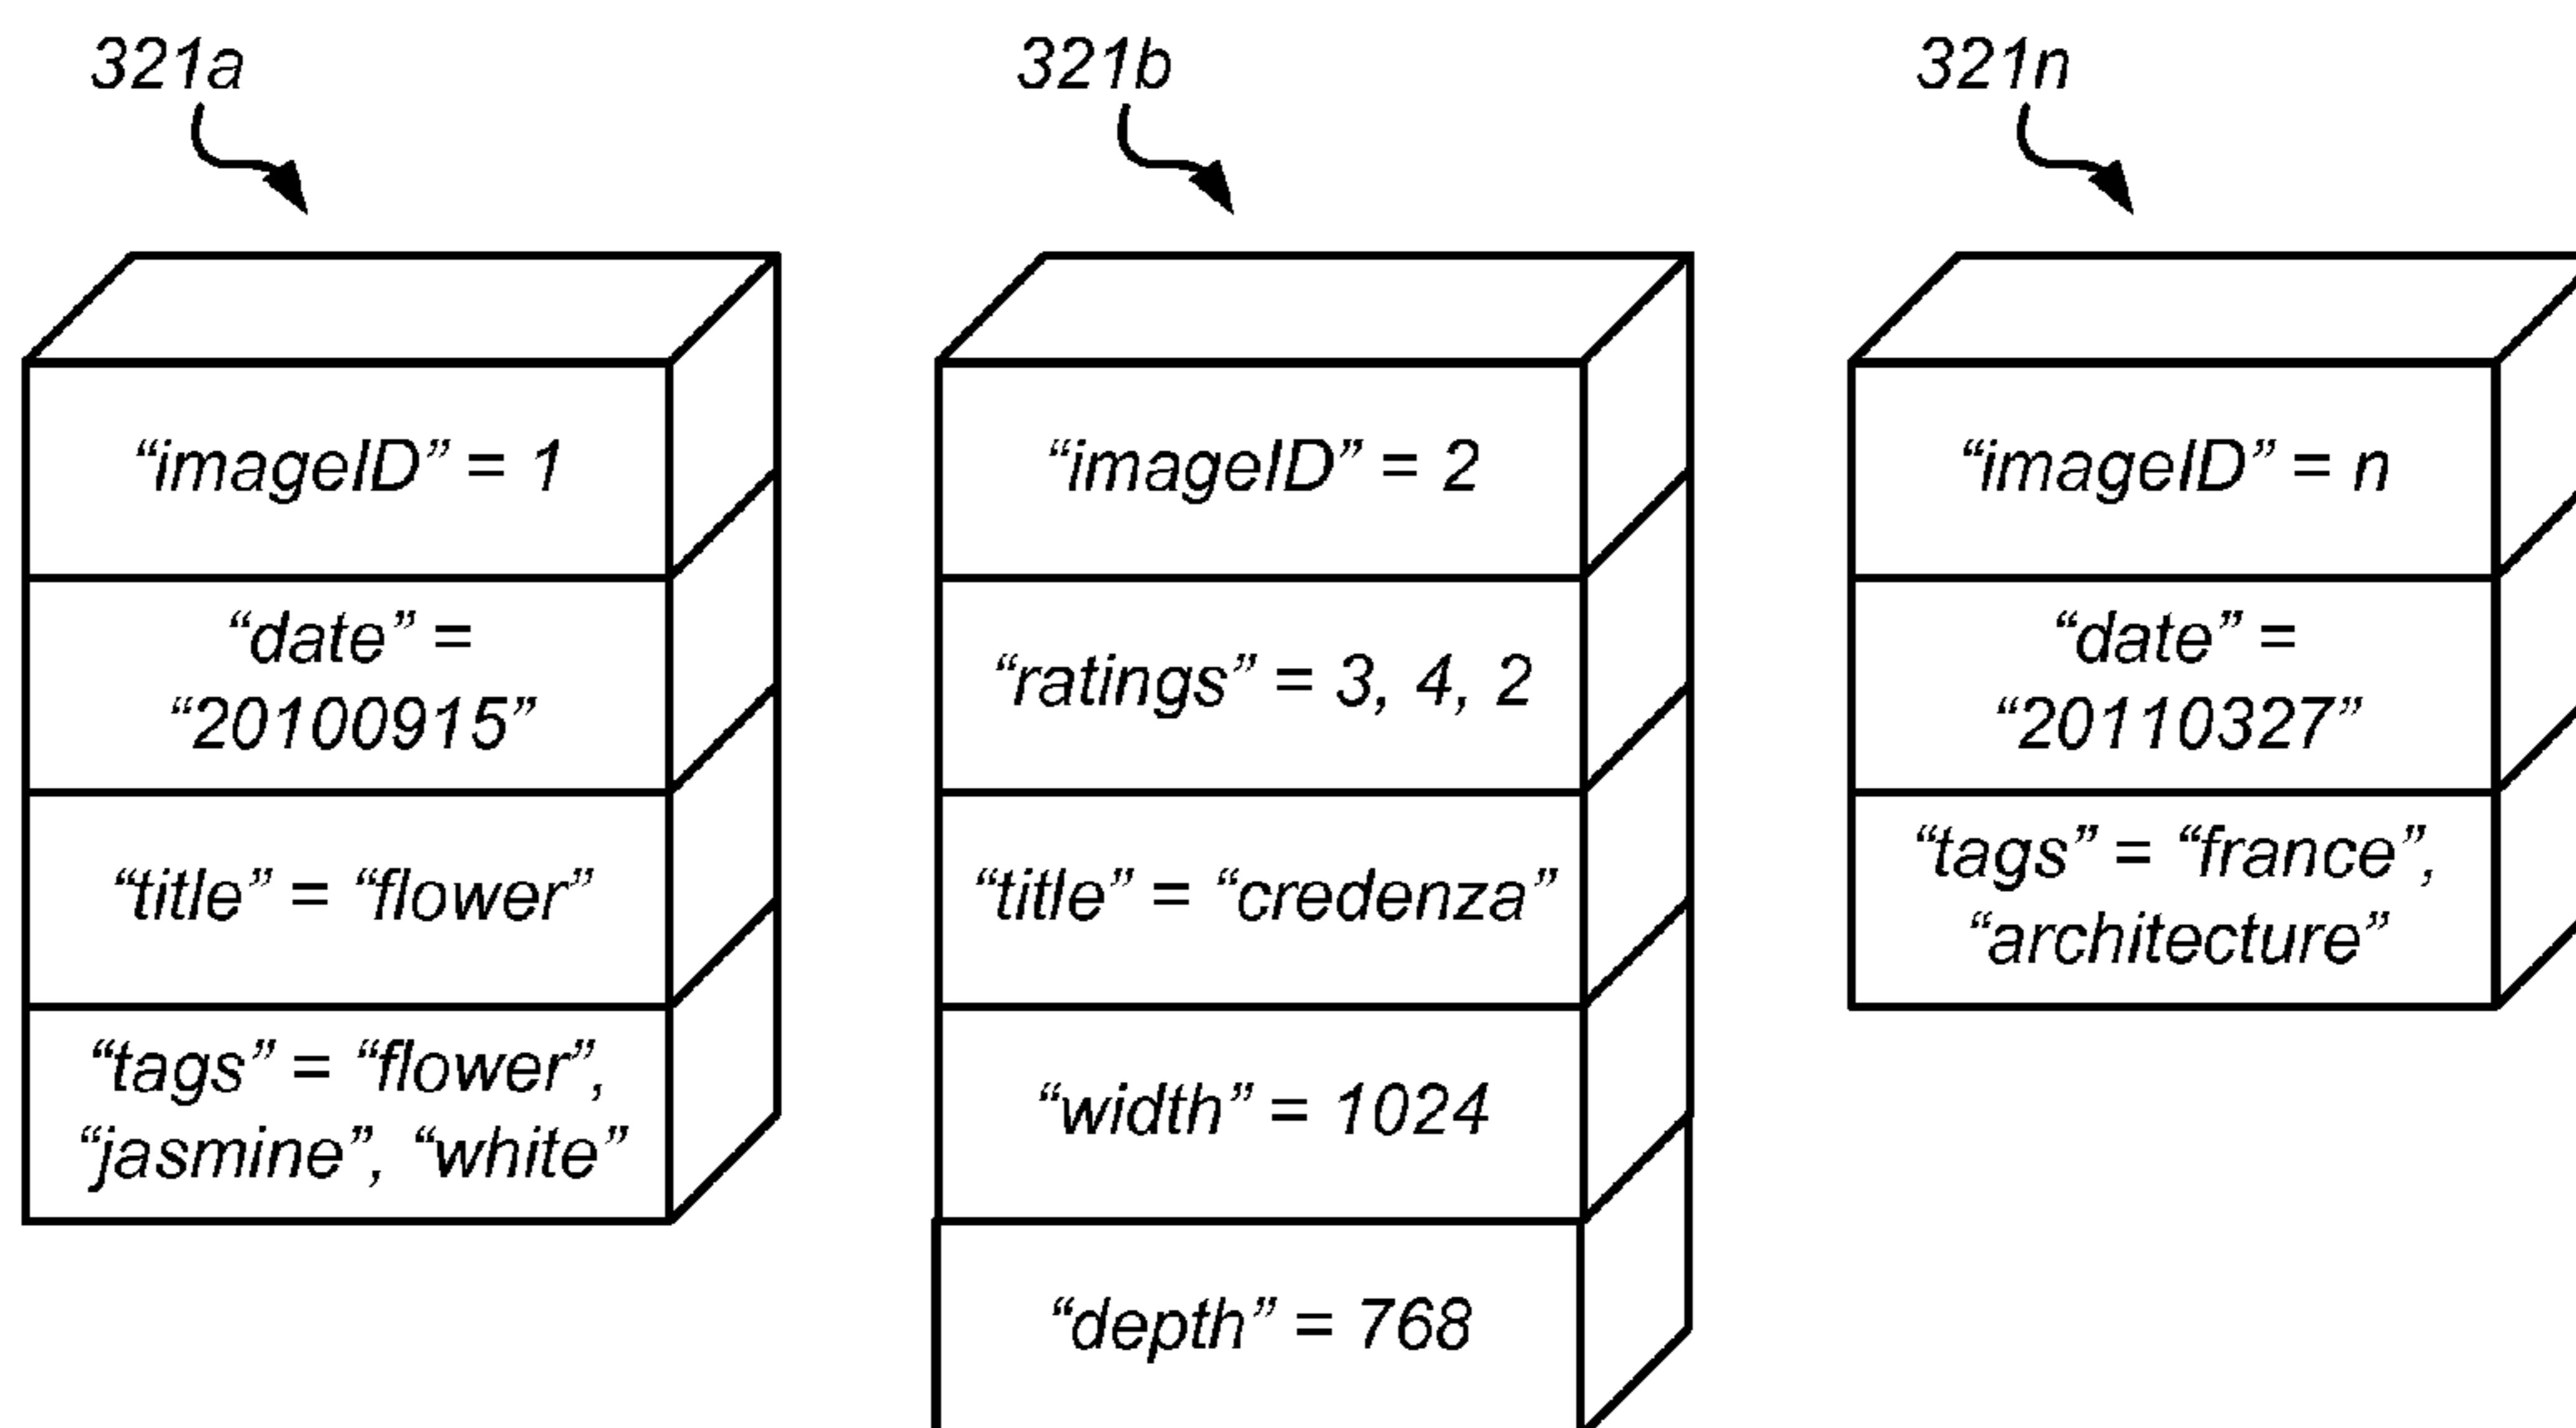 321a
321b
321n
“imageID” = 1
“date” =
“20100915”
“title” = “flower”
“tags” = “flower”,
“jasmine”, “white”
“imageID” = 2
“ratings” = 3, 4, 2
“title” = “credenza”
“width” = 1024
“depth” = 768
“imageID” = n
“date” =
“20110327”
“tags” = “france”,
“architecture”